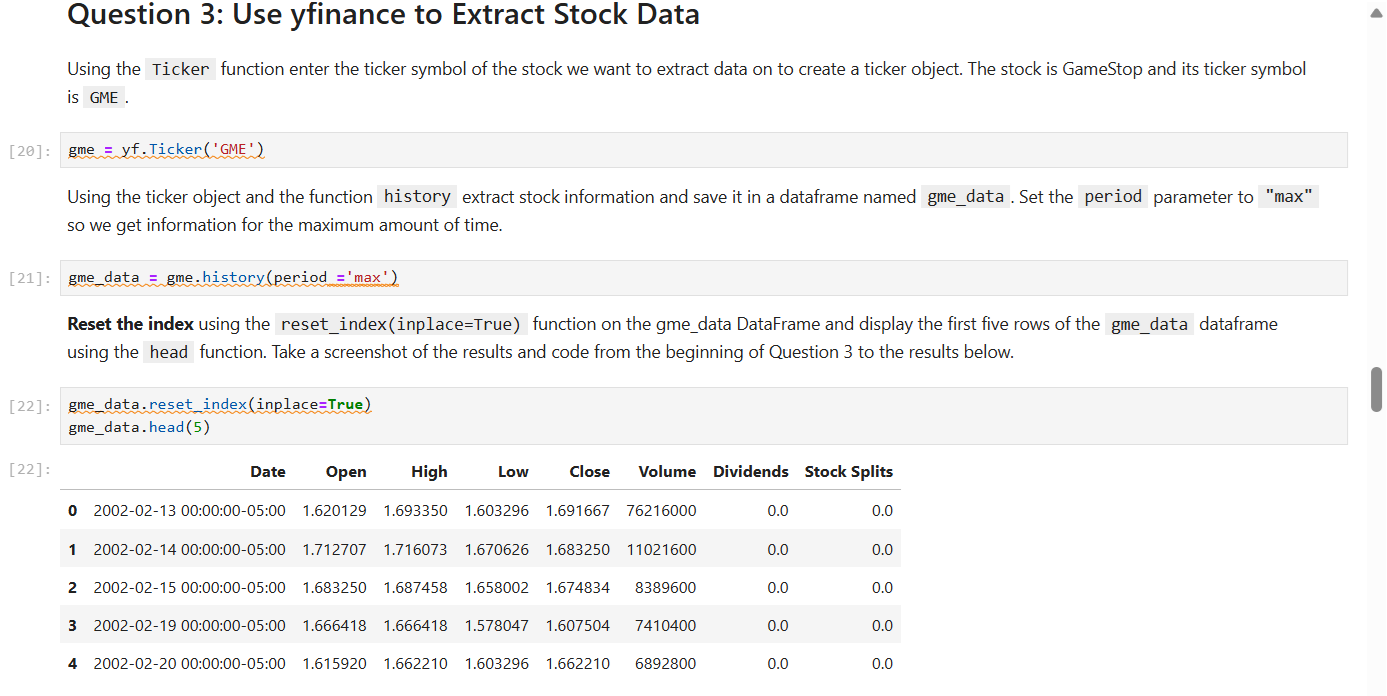 Question 3: Use yfinance to Extract Stock Data
Using the Ticker function enter the ticker symbol of the stock we want to extract data on to create a ticker object. The stock is GameStop and its ticker symbol
is GME .
[20]: gme = yf.Ticker('GME')
Using the ticker object and the function history extract stock information and save it in a dataframe named gme_data . Set the period parameter to "max"
so we get information for the maximum amount of time.
[21]: gme_data = gme.history(period ='max')
Reset the index using the reset_index(inplace=True) function on the gme_data DataFrame and display the first five rows of the gme_data dataframe
using the head function. Take a screenshot of the results and code from the beginning of Question 3 to the results below.
[22]: gme_data.reset_index(inplace=True)
gme_data.head(5)
[22]: Date Open High Low Close Volume Dividends Stock Splits
0 2002-02-13 00:00:00-05:00 1.620129 1.693350 1.603296 1.691667 76216000 0.0 0.0
1 2002-02-14 00:00:00-05:00 1.712707 1.716073 1.670626 1.683250 11021600 0.0 0.0
2 2002-02-15 00:00:00-05:00 1.683250 1.687458 1.658002 1.674834 8389600 0.0 0.0
3 2002-02-19 00:00:00-05:00 1.666418 1.666418 1.578047 1.607504 7410400 0.0 0.0
4 2002-02-20 00:00:00-05:00 1.615920 1.662210 1.603296 1.662210 6892800 0.0 0.0